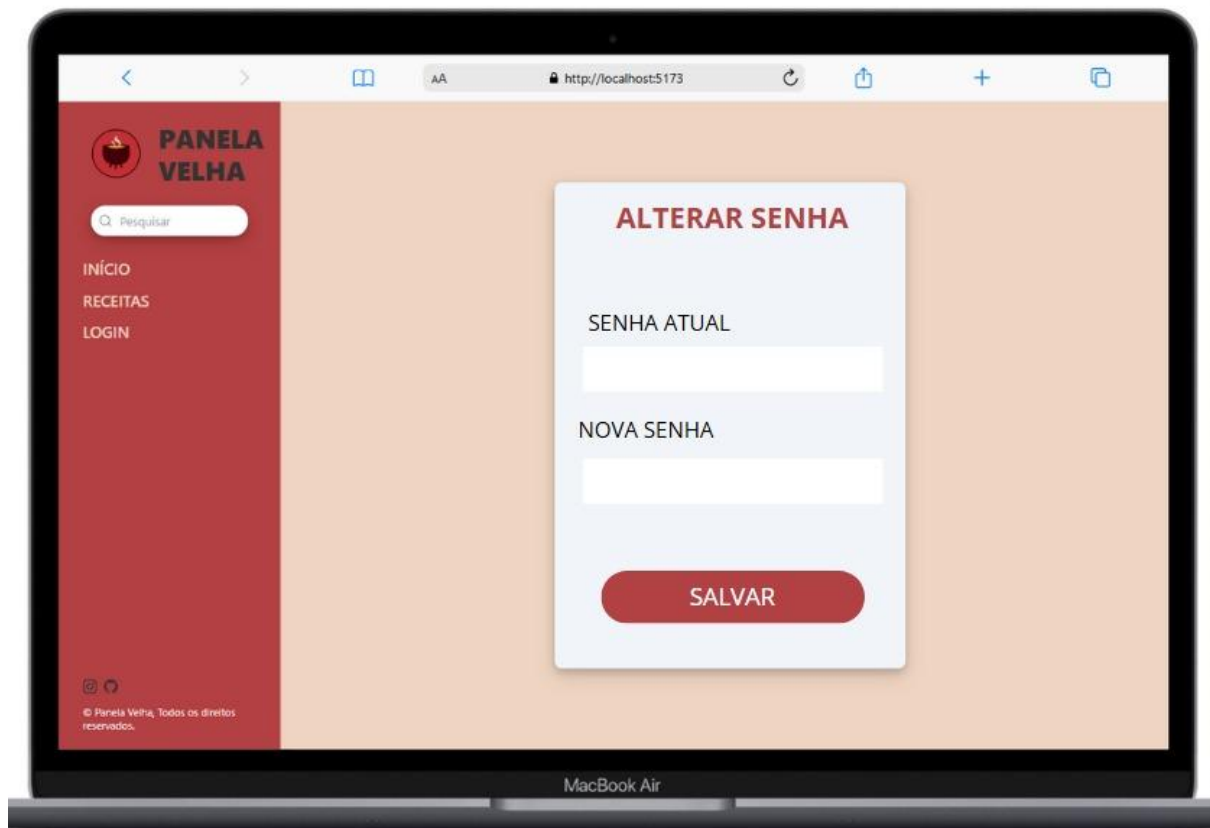 AA
http://localhost:5173
PANELA
VELHA
Pesquisar
INÍCIO
RECEITAS
LOGIN
ALTERAR SENHA
SENHA ATUAL
NOVA SENHA
SALVAR
© Panela Velha, Todos os direitos
reservados.
MacBook Air